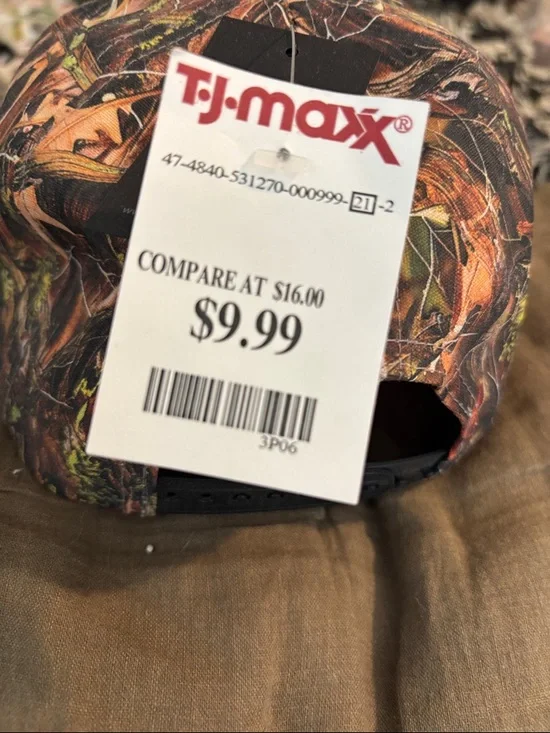 T·J·maxx®
47-4840-531270-000999-21-2
COMPARE AT $16.00
$9.99
3P06